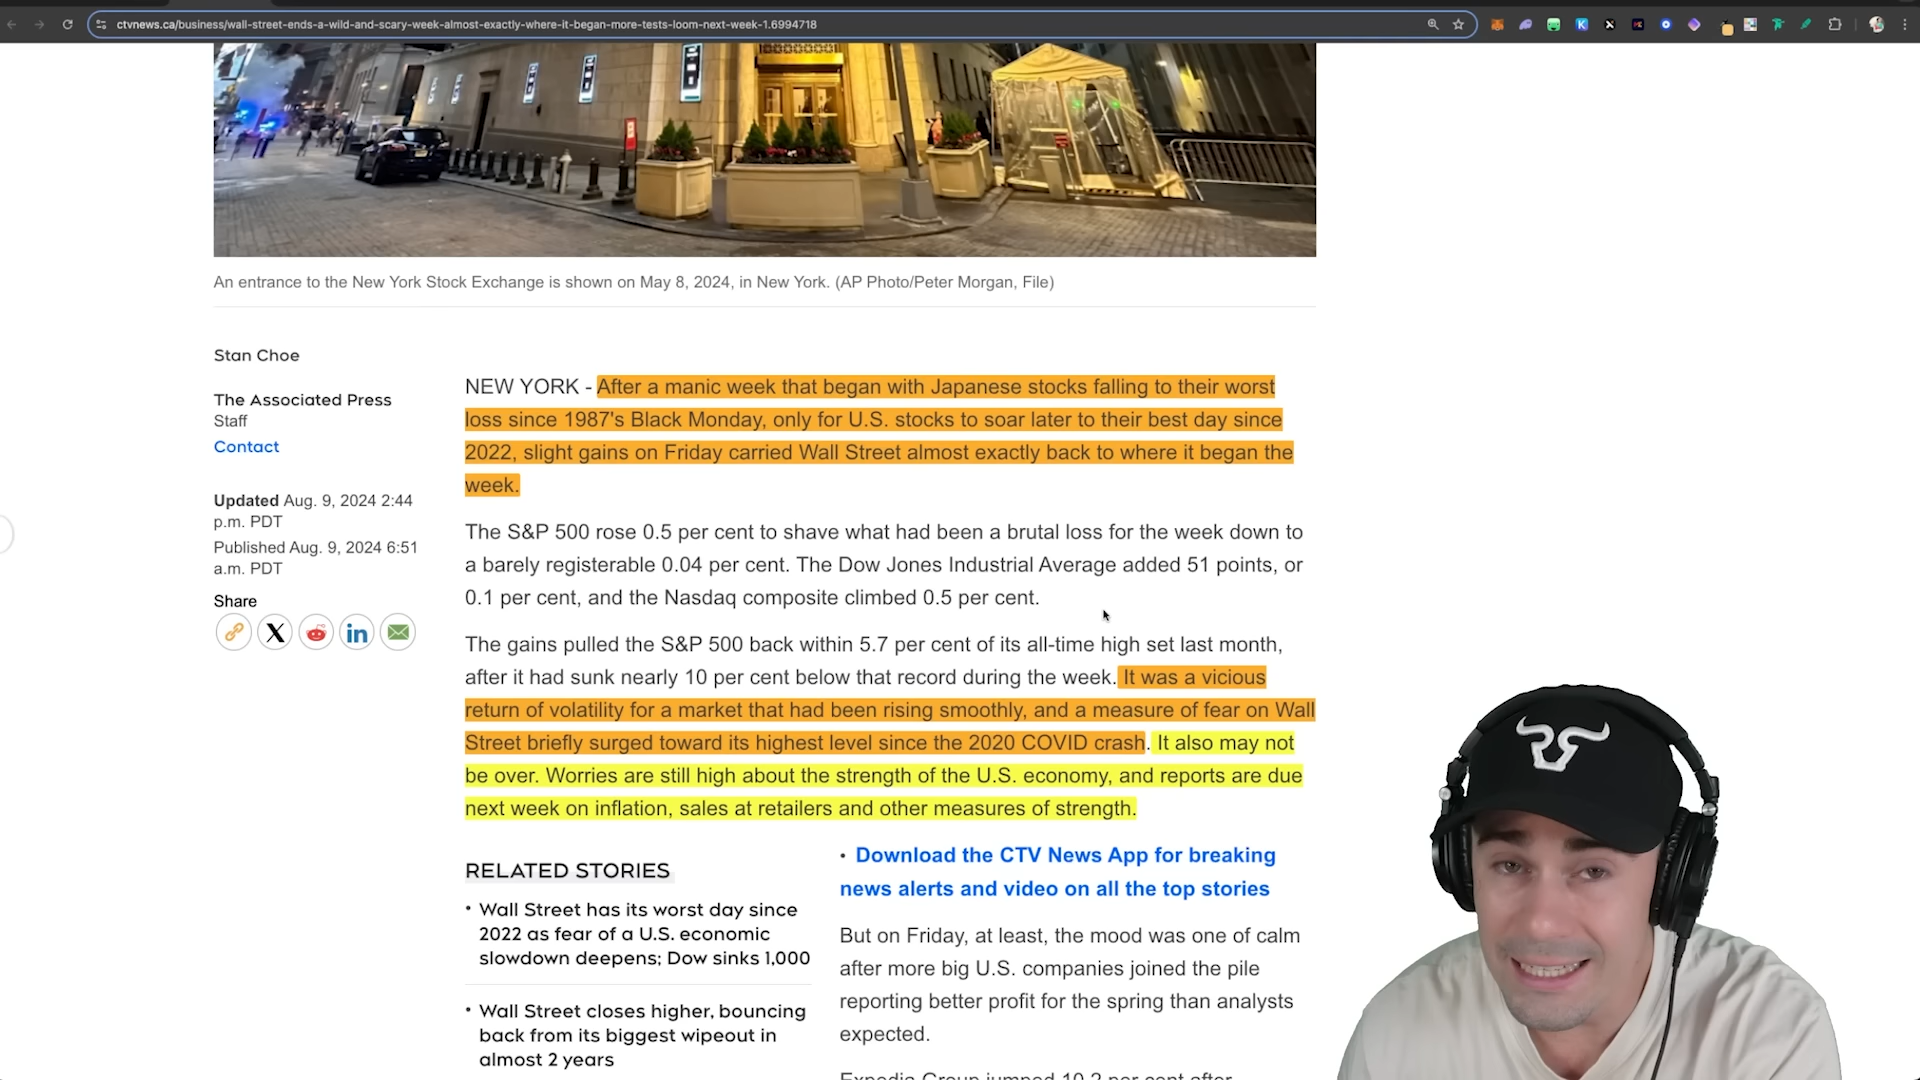 ctvnews.ca/business/wall-street-ends-a-wild-and-scary-week-almost-exactly-where-it-began-more-tests-loom-next-week-1.6994718
An entrance to the New York Stock Exchange is shown on May 8, 2024, in New York. (AP Photo/Peter Morgan, File)
Stan Choe
The Associated Press
Staff
Contact
Updated Aug. 9, 2024 2:44
p.m. PDT
Published Aug. 9, 2024 6:51
a.m. PDT
Share
NEW YORK - After a manic week that began with Japanese stocks falling to their worst
loss since 1987's Black Monday, only for U.S. stocks to soar later to their best day since
2022, slight gains on Friday carried Wall Street almost exactly back to where it began the
week.
The S&P 500 rose 0.5 per cent to shave what had been a brutal loss for the week down to
a barely registerable 0.04 per cent. The Dow Jones Industrial Average added 51 points, or
0.1 per cent, and the Nasdaq composite climbed 0.5 per cent.
The gains pulled the S&P 500 back within 5.7 per cent of its all-time high set last month,
after it had sunk nearly 10 per cent below that record during the week. It was a vicious
return of volatility for a market that had been rising smoothly, and a measure of fear on Wall
Street briefly surged toward its highest level since the 2020 COVID crash. It also may not
be over. Worries are still high about the strength of the U.S. economy, and reports are due
next week on inflation, sales at retailers and other measures of strength.
RELATED STORIES
• Wall Street has its worst day since
2022 as fear of a U.S. economic
slowdown deepens; Dow sinks 1,000
• Wall Street closes higher, bouncing
back from its biggest wipeout in
almost 2 years
• Download the CTV News App for breaking
news alerts and video on all the top stories
But on Friday, at least, the mood was one of calm
after more big U.S. companies joined the pile
reporting better profit for the spring than analysts
expected.
Expedia Group jumped 10.2 per cent after